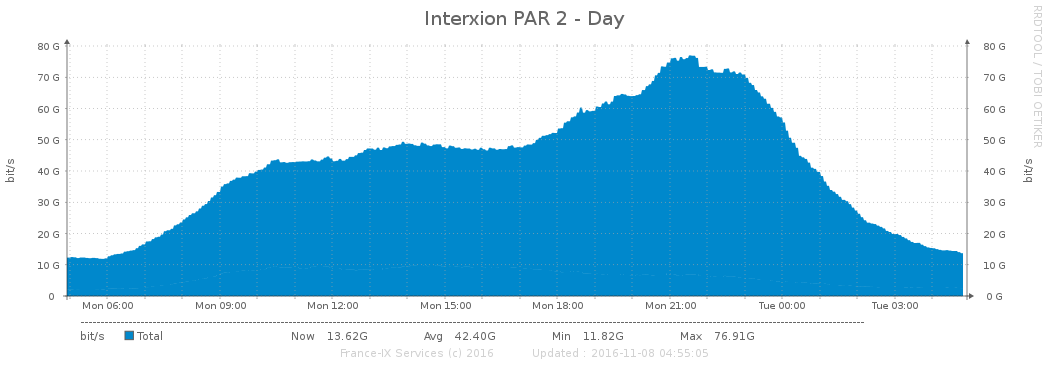 Interxion PAR 2 - Day
RRDTOOL / TOBI OETIKER
80 G 80 G
70 G 70 G
60 G 60 G
50 G 50 G
40 G 40 G
30 G 30 G
20 G 20 G
10 G 10 G
0 0 G
bit/s bit/s
Mon 06:00 Mon 09:00 Mon 12:00 Mon 15:00 Mon 18:00 Mon 21:00 Tue 00:00 Tue 03:00
bit/s Total Now 13.62G Avg 42.40G Min 11.82G Max 76.91G
France-IX Services (c) 2016 Updated : 2016-11-08 04:55:05